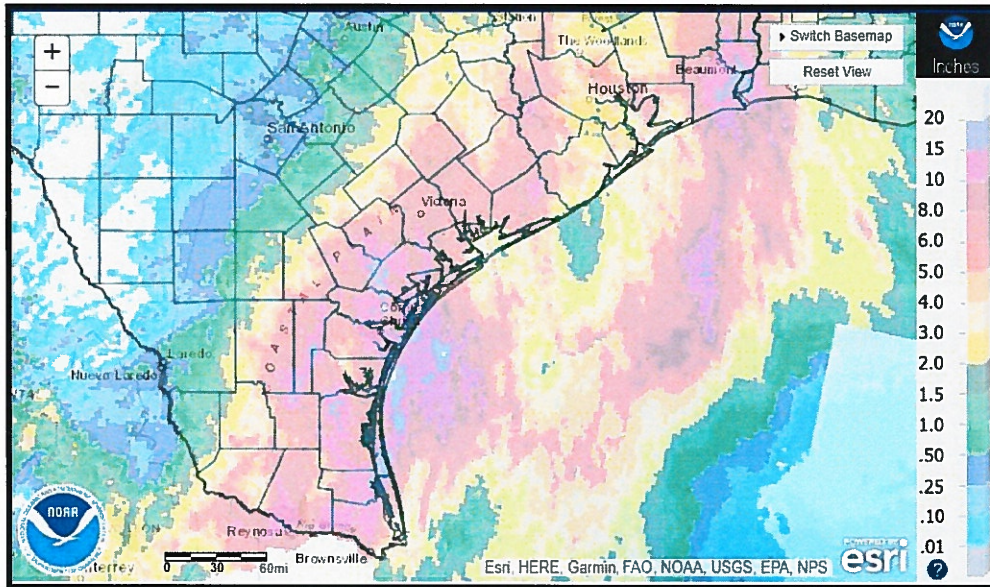 Austin
The Woodlands
Switch Basemap
Reset View
Beaumont
Houston
San Antonio
Victoria
Laredo
Nuevo Laredo
Reynosa
Brownsville
0 30 60mi
NOAA
Esri, HERE, Garmin, FAO, NOAA, USGS, EPA, NPS
esri
Inches
20
15
10
8.0
6.0
5.0
4.0
3.0
2.0
1.5
1.0
.50
.25
.10
.01
?
+
−